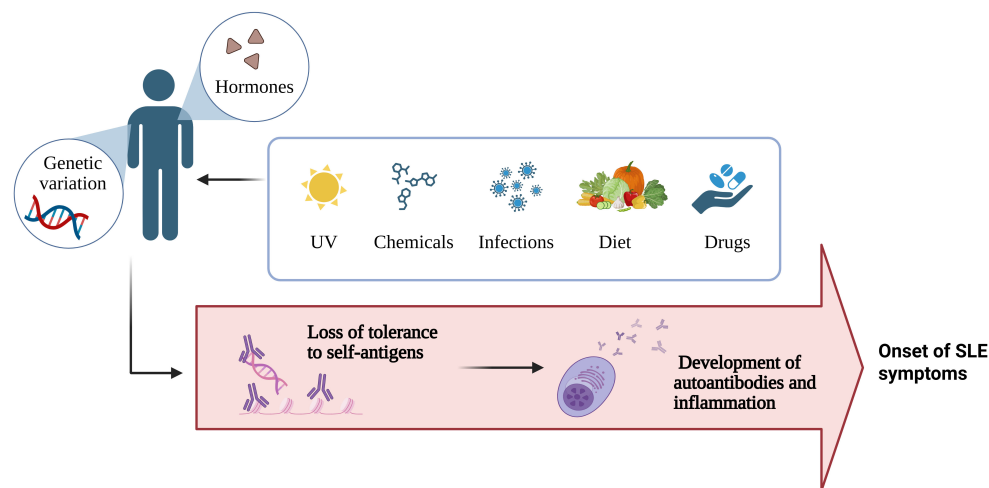 Hormones
Genetic
variation
UV
Chemicals
Infections
Diet
Drugs
Loss of tolerance
to self-antigens
Development of
autoantibodies and
inflammation
Onset of SLE
symptoms